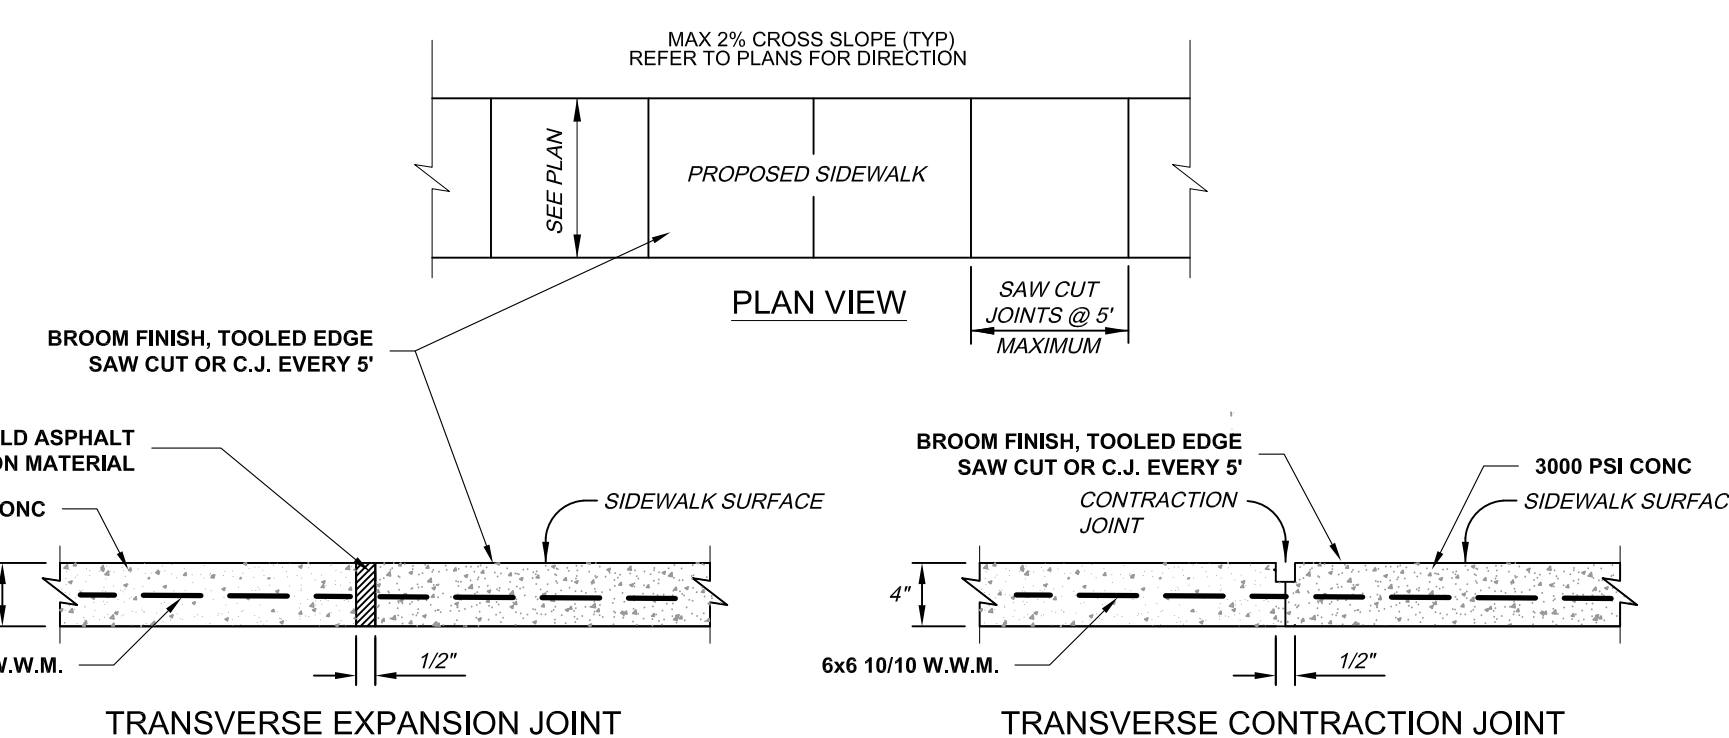 MAX 2% CROSS SLOPE (TYP)
REFER TO PLANS FOR DIRECTION
SEE PLAN
PROPOSED SIDEWALK
PLAN VIEW
SAW CUT
JOINTS @ 5'
MAXIMUM
BROOM FINISH, TOOLED EDGE
SAW CUT OR C.J. EVERY 5'
LD ASPHALT
ON MATERIAL
ONC
SIDEWALK SURFACE
W.W.M.
1/2"
TRANSVERSE EXPANSION JOINT
BROOM FINISH, TOOLED EDGE
SAW CUT OR C.J. EVERY 5'
CONTRACTION
JOINT
3000 PSI CONC
SIDEWALK SURFAC
4"
6x6 10/10 W.W.M.
1/2"
TRANSVERSE CONTRACTION JOINT